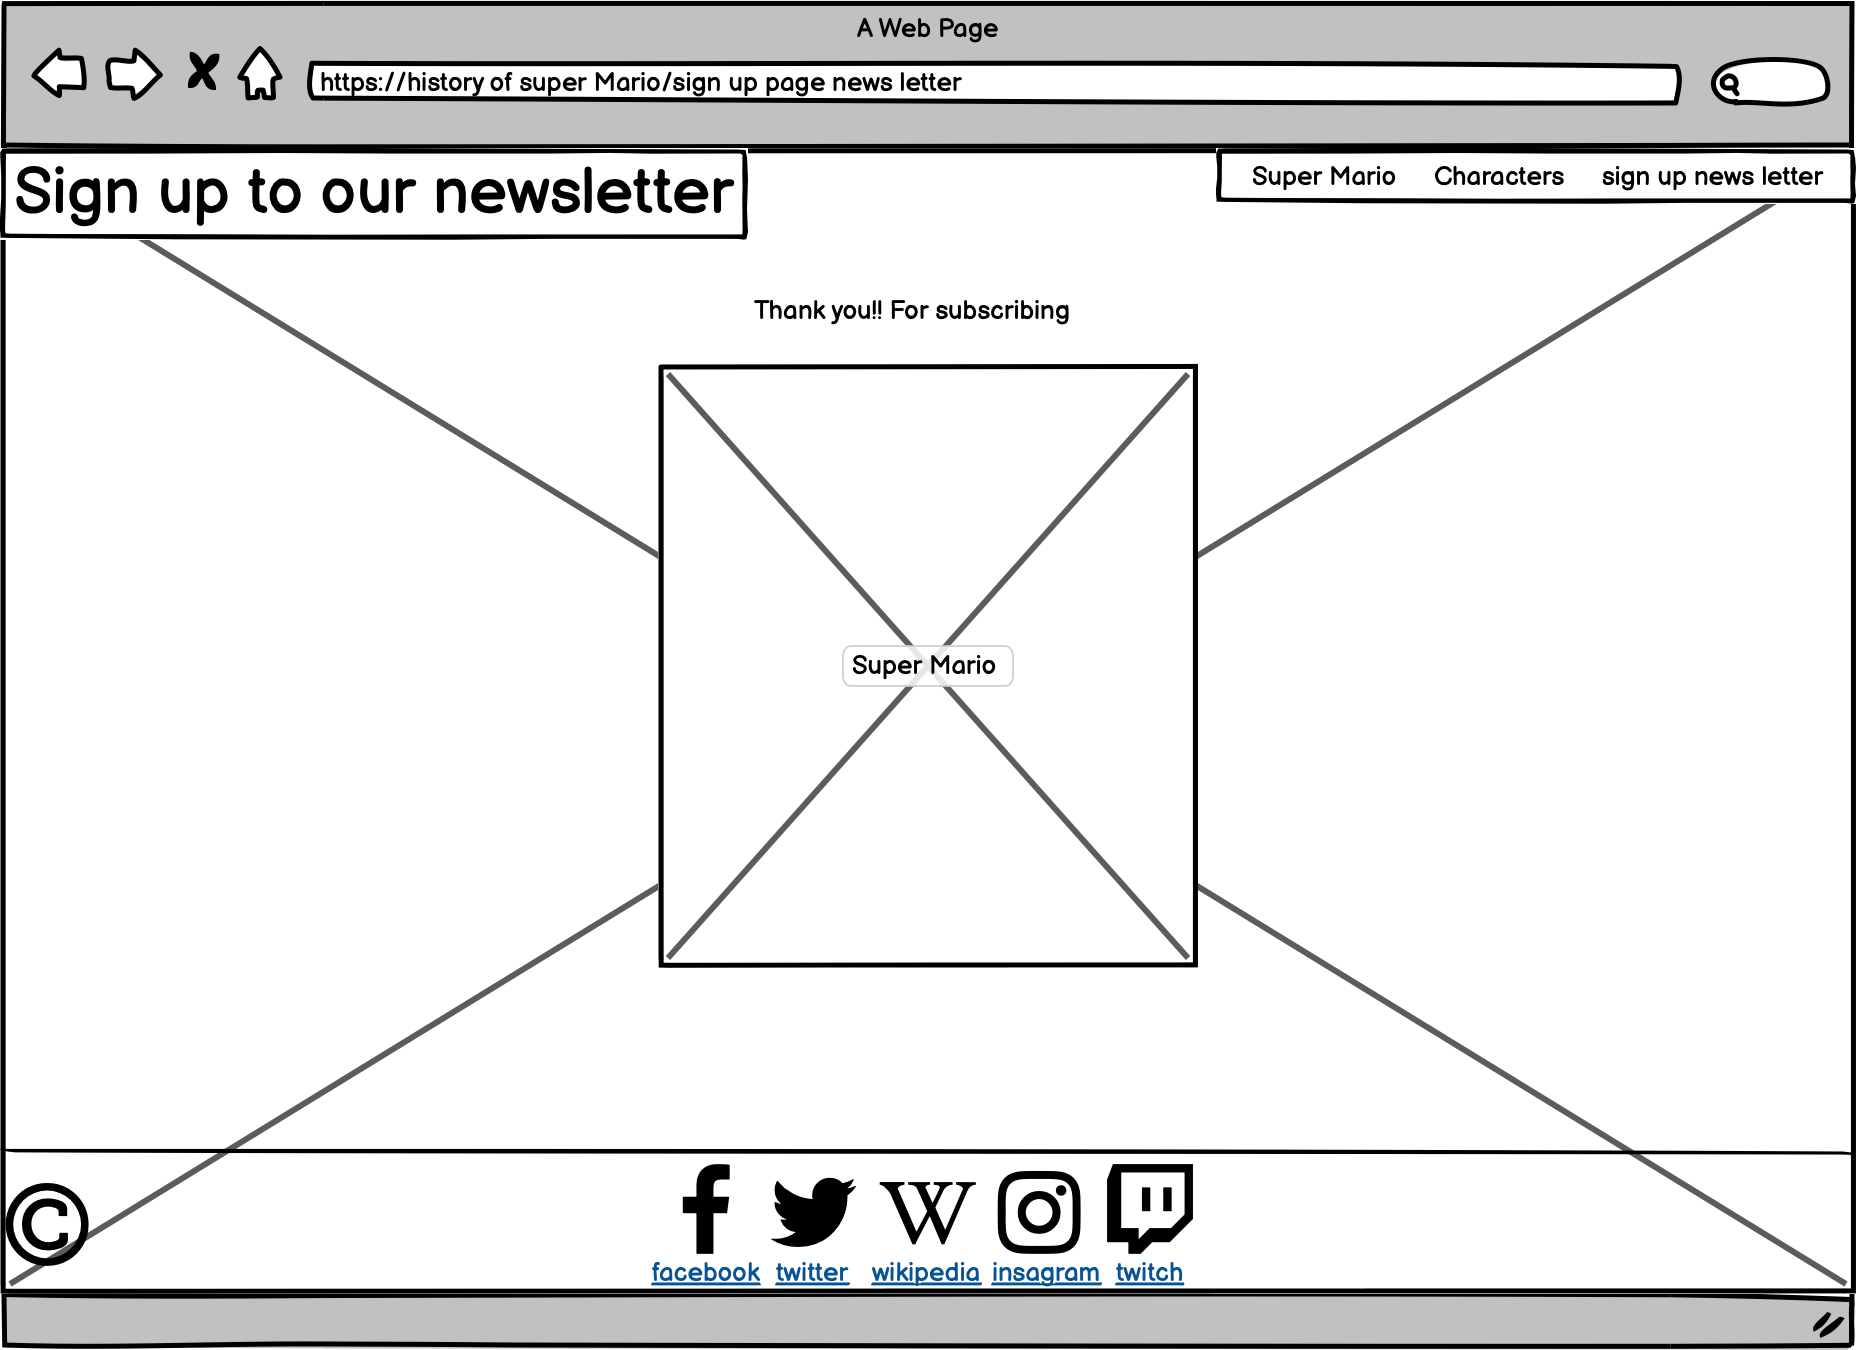 A Web Page
https://history of super Mario/sign up page news letter
Sign up to our newsletter
Super Mario Characters sign up news letter
Thank you!! For subscribing
Super Mario
©
facebook twitter wikipedia insagram twitch